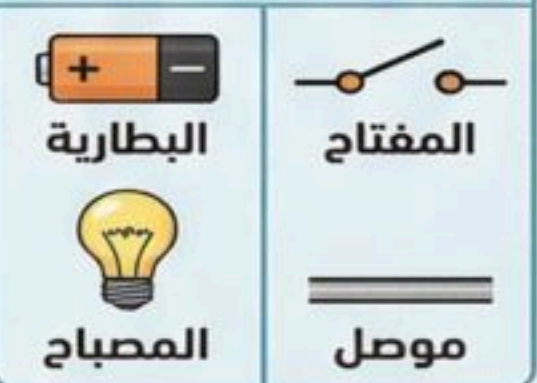 + −
المفتاح
البطارية
موصل
المصباح